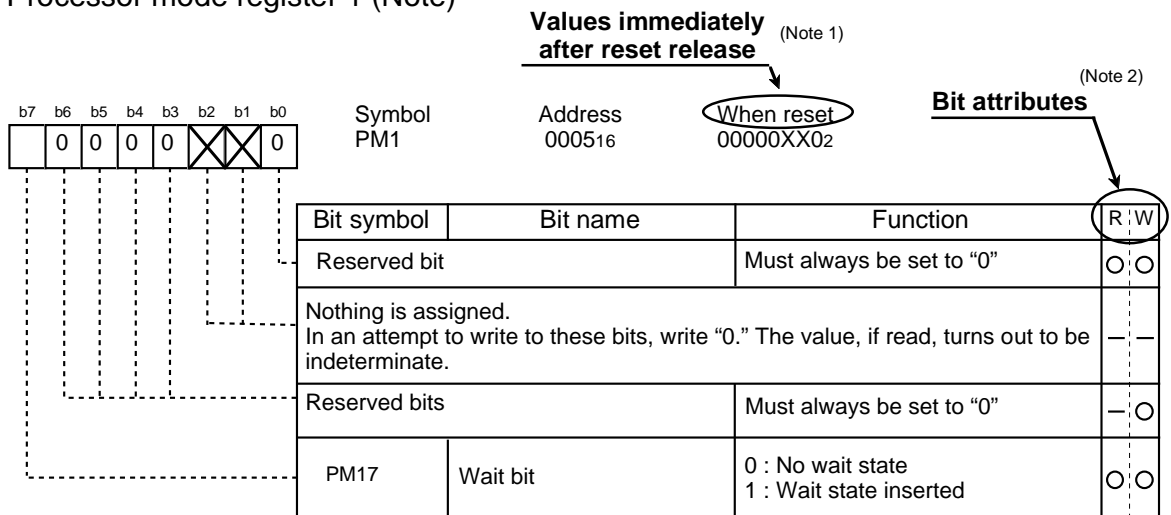 Processor mode register 1 (Note)
Values immediately
after reset release
(Note 1)
(Note 2)
Bit attributes
b7 b6 b5 b4 b3 b2 b1 b0
0 0 0 0 0
Symbol Address When reset
PM1 000516 00000XX02
Bit symbol Bit name Function R W
Reserved bit Must always be set to “0”
Nothing is assigned.
In an attempt to write to these bits, write “0.” The value, if read, turns out to be
indeterminate.
Reserved bits Must always be set to “0”
PM17 Wait bit 0 : No wait state
1 : Wait state inserted